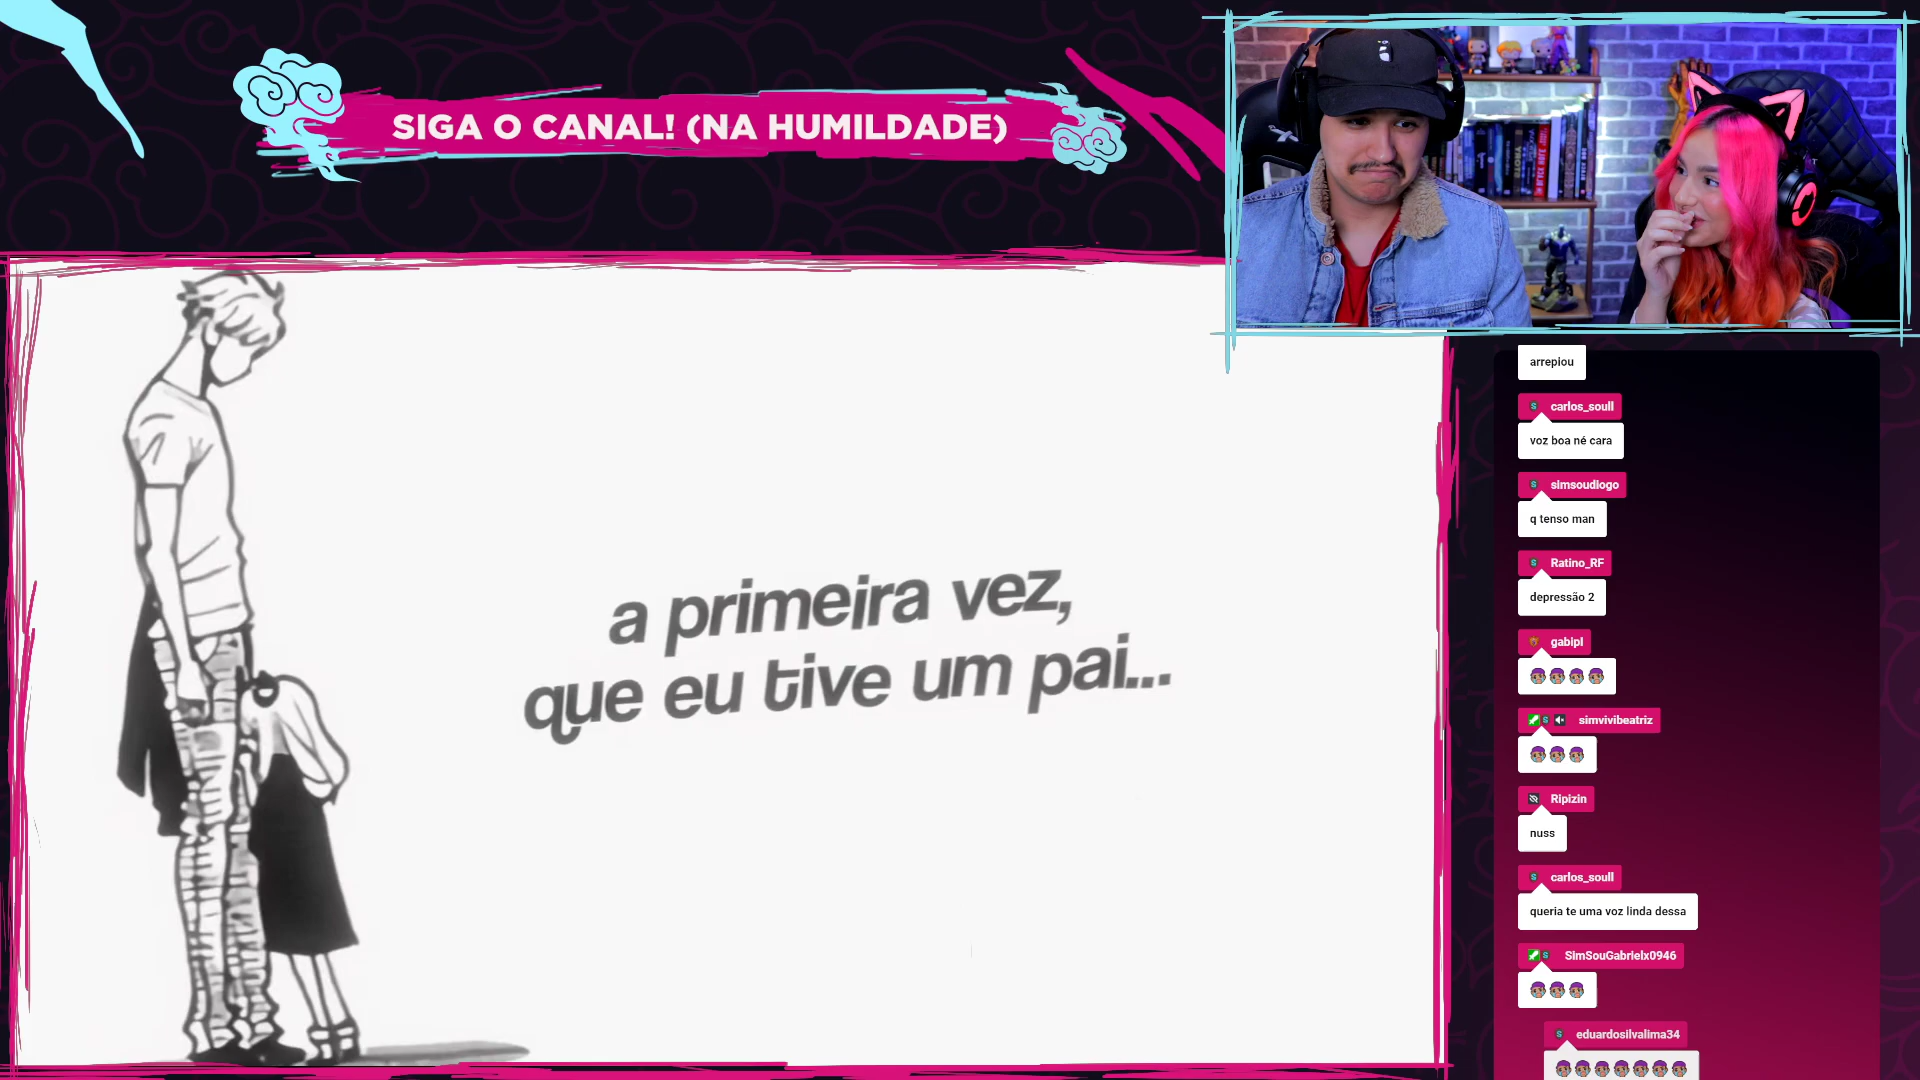 SIGA O CANAL! (NA HUMILDADE)
a primeira vez,
que eu tive um pai...
arrepiou
carlos_soull
voz boa né cara
simsoudiogo
q tenso man
Ratino_RF
depressão 2
gabipl
simvivibeatriz
Ripizin
nuss
carlos_soull
queria te uma voz linda dessa
SimSouGabrielx0946
eduardosilvalima34